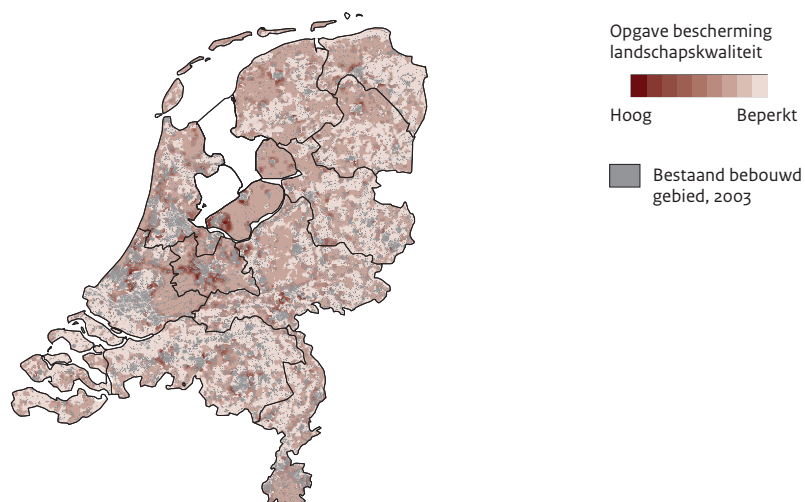 Opgave bescherming
landschapskwaliteit
Hoog Beperkt
Bestaand bebouwd
gebied, 2003